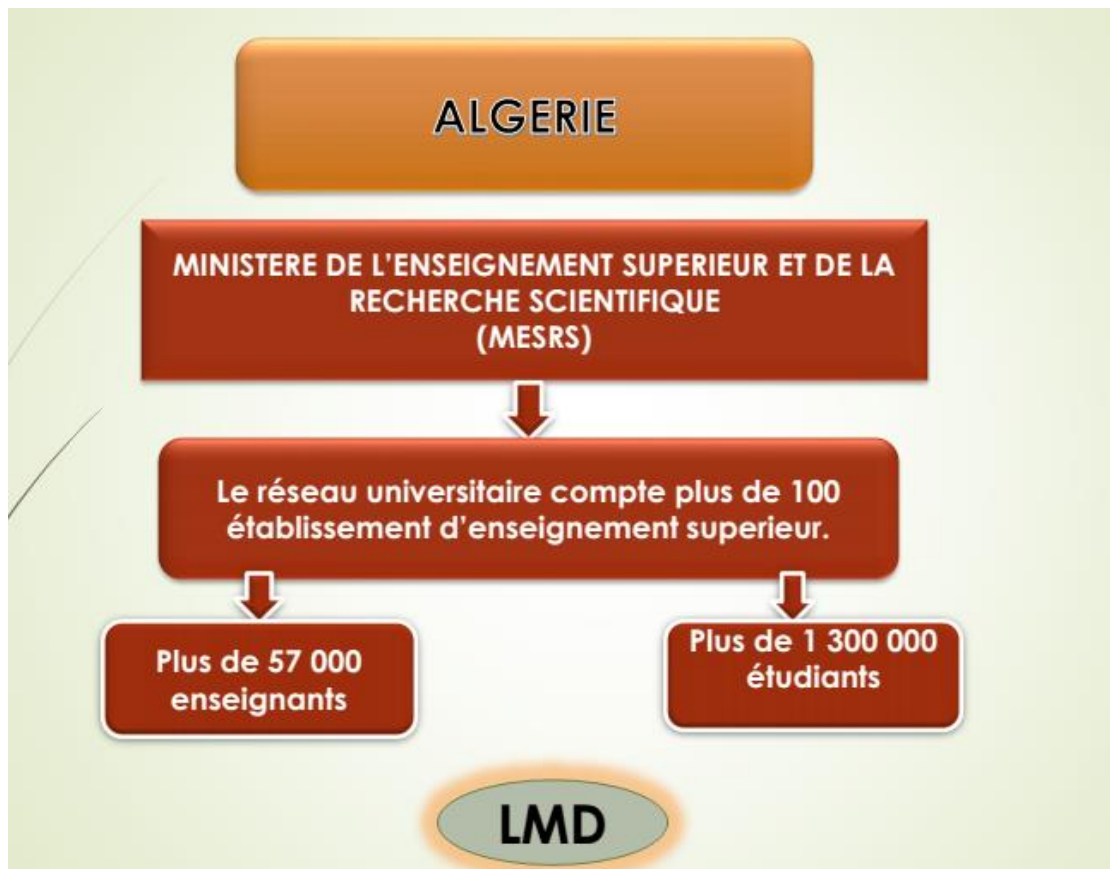 ALGERIE
MINISTERE DE L'ENSEIGNEMENT SUPERIEUR ET DE LA
RECHERCHE SCIENTIFIQUE
(MESRS)
Le réseau universitaire compte plus de 100
établissement d'enseignement superieur.
Plus de 57 000
enseignants
Plus de 1 300 000
étudiants
LMD